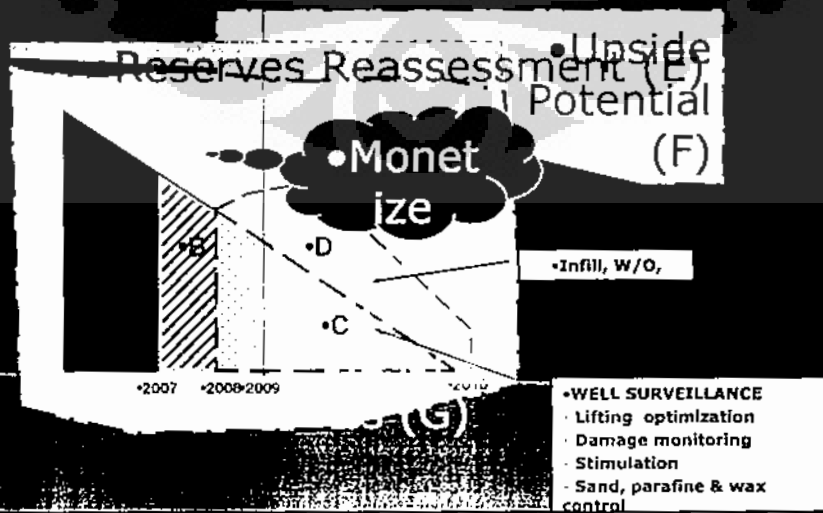 •Upside
Reserves Reassessment (E)
Potential
(F)
•Monet
ize
•B
•D
•Infill, W/O,
•C
•2007 •2008•2009
(G)
•WELL SURVEILLANCE
- Lifting optimization
- Damage monitoring
- Stimulation
- Sand, parafine & wax
control